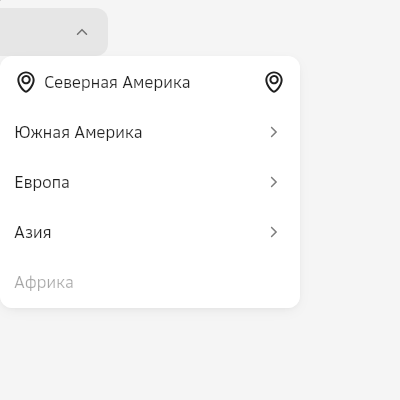 Северная Америка
Южная Америка
Европа
Азия
Африка